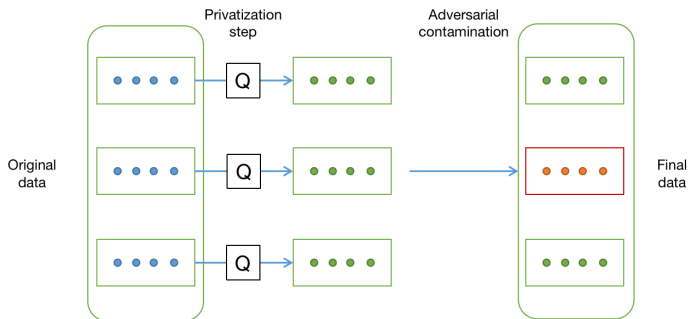 Privatization
step
Adversarial
contamination
Q
Original
data
Q
Final
data
Q